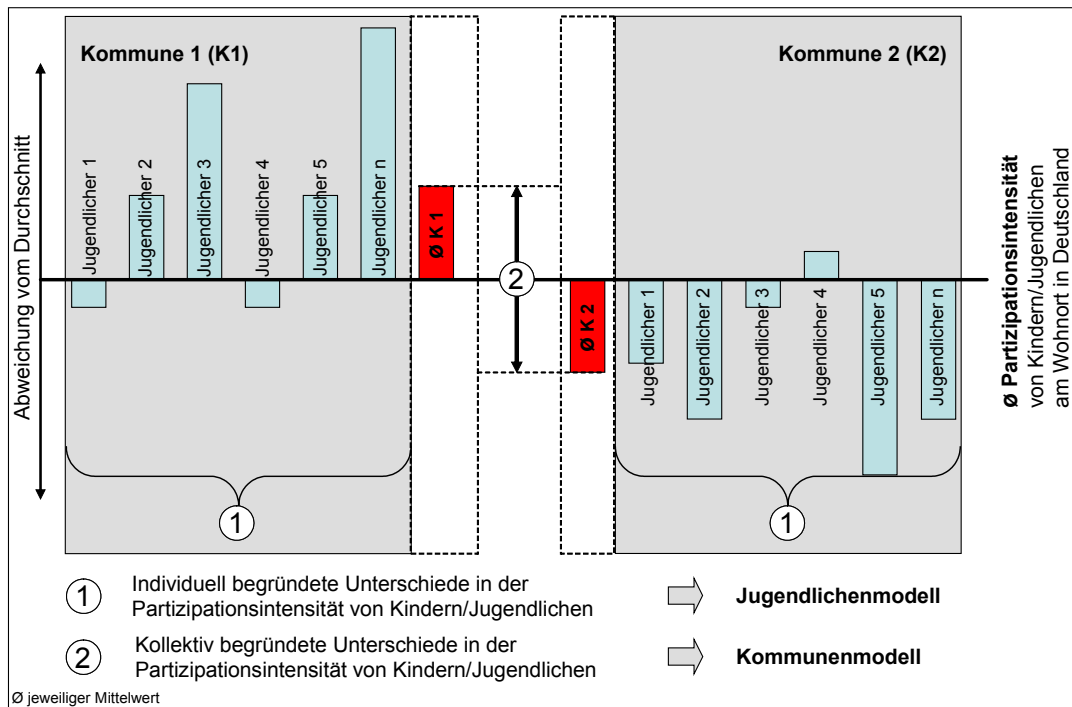 Kommune 1 (K1)
Kommune 2 (K2)
Abweichung vom Durchschnitt
Jugendlicher 1
Jugendlicher 2
Jugendlicher 3
Jugendlicher 4
Jugendlicher 5
Jugendlicher n
Ø K 1
2
Ø K 2
Jugendlicher 1
Jugendlicher 2
Jugendlicher 3
Jugendlicher 4
Jugendlicher 5
Jugendlicher n
Ø Partizipationsintensität
von Kindern/Jugendlichen
am Wohnort in Deutschland
1
1
1
Individuell begründete Unterschiede in der
Partizipationsintensität von Kindern/Jugendlichen
Jugendlichenmodell
2
Kollektiv begründete Unterschiede in der
Partizipationsintensität von Kindern/Jugendlichen
Kommunenmodell
Ø jeweiliger Mittelwert